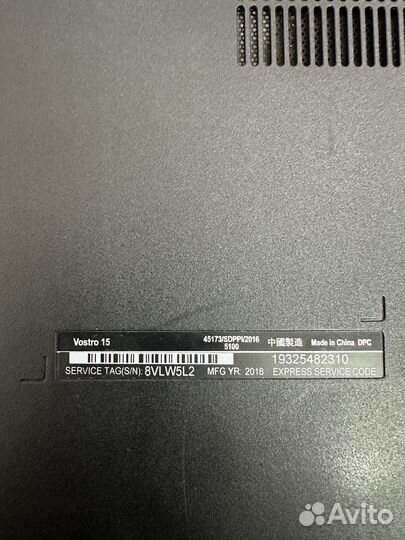 Vostro 15 45173/SDPPI/2016 5100 中國製造 Made in China DPC
19325482310
SERVICE TAG(S/N): 8VLW5L2 MFG YR: 2018 EXPRESS SERVICE CODE
Avito